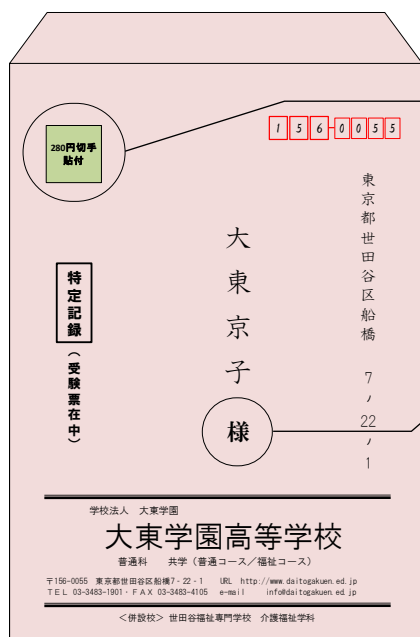 280円切手
貼付
156-0055
東京都世田谷区船橋 7ノ22ノ1
大東京子様
特定記録
（受験票在中）
学校法人 大東学園
大東学園高等学校
普通科 共学（普通コース／福祉コース）
〒156-0055 東京都世田谷区船橋7‐22‐1 URL http://www.daitogakuen.ed.jp
TEL 03-3483-1901・FAX 03-3483-4105 e-mail info@daitogakuen.ed.jp
＜併設校＞ 世田谷福祉専門学校 介護福祉学科